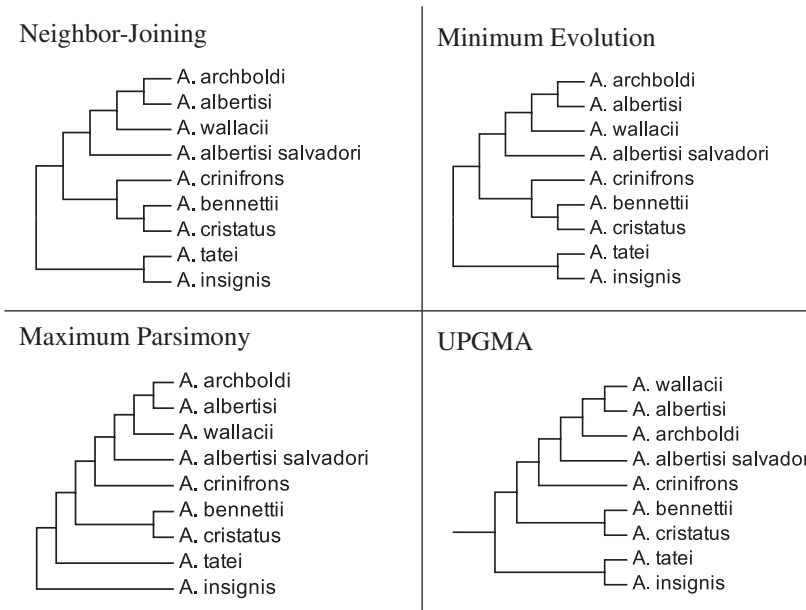 Neighbor-Joining
A. archboldi
A. albertisi
A. wallacii
A. albertisi salvadori
A. crinifrons
A. bennettii
A. cristatus
A. tatei
A. insignis
Minimum Evolution
A. archboldi
A. albertisi
A. wallacii
A. albertisi salvadori
A. crinifrons
A. bennettii
A. cristatus
A. tatei
A. insignis
Maximum Parsimony
A. archboldi
A. albertisi
A. wallacii
A. albertisi salvadori
A. crinifrons
A. bennettii
A. cristatus
A. tatei
A. insignis
UPGMA
A. wallacii
A. albertisi
A. archboldi
A. albertisi salvador
A. crinifrons
A. bennettii
A. cristatus
A. tatei
A. insignis